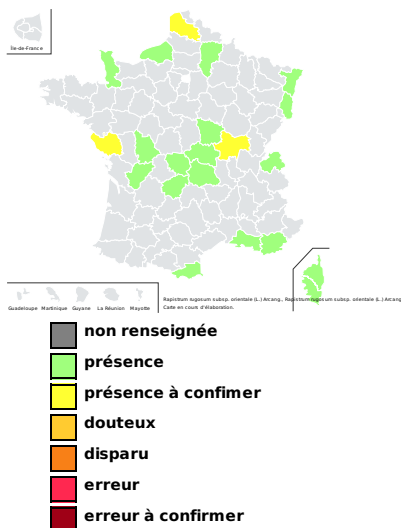 Île-de-France
Guadeloupe Martinique Guyane La Réunion Mayotte
Rapistrum rugosum subsp. orientale (L.) Arcang., Rapistrum rugosum subsp. orientale (L.) Arcang
Carte en cours d'élaboration.
non renseignée
présence
présence à confimer
douteux
disparu
erreur
erreur à confirmer